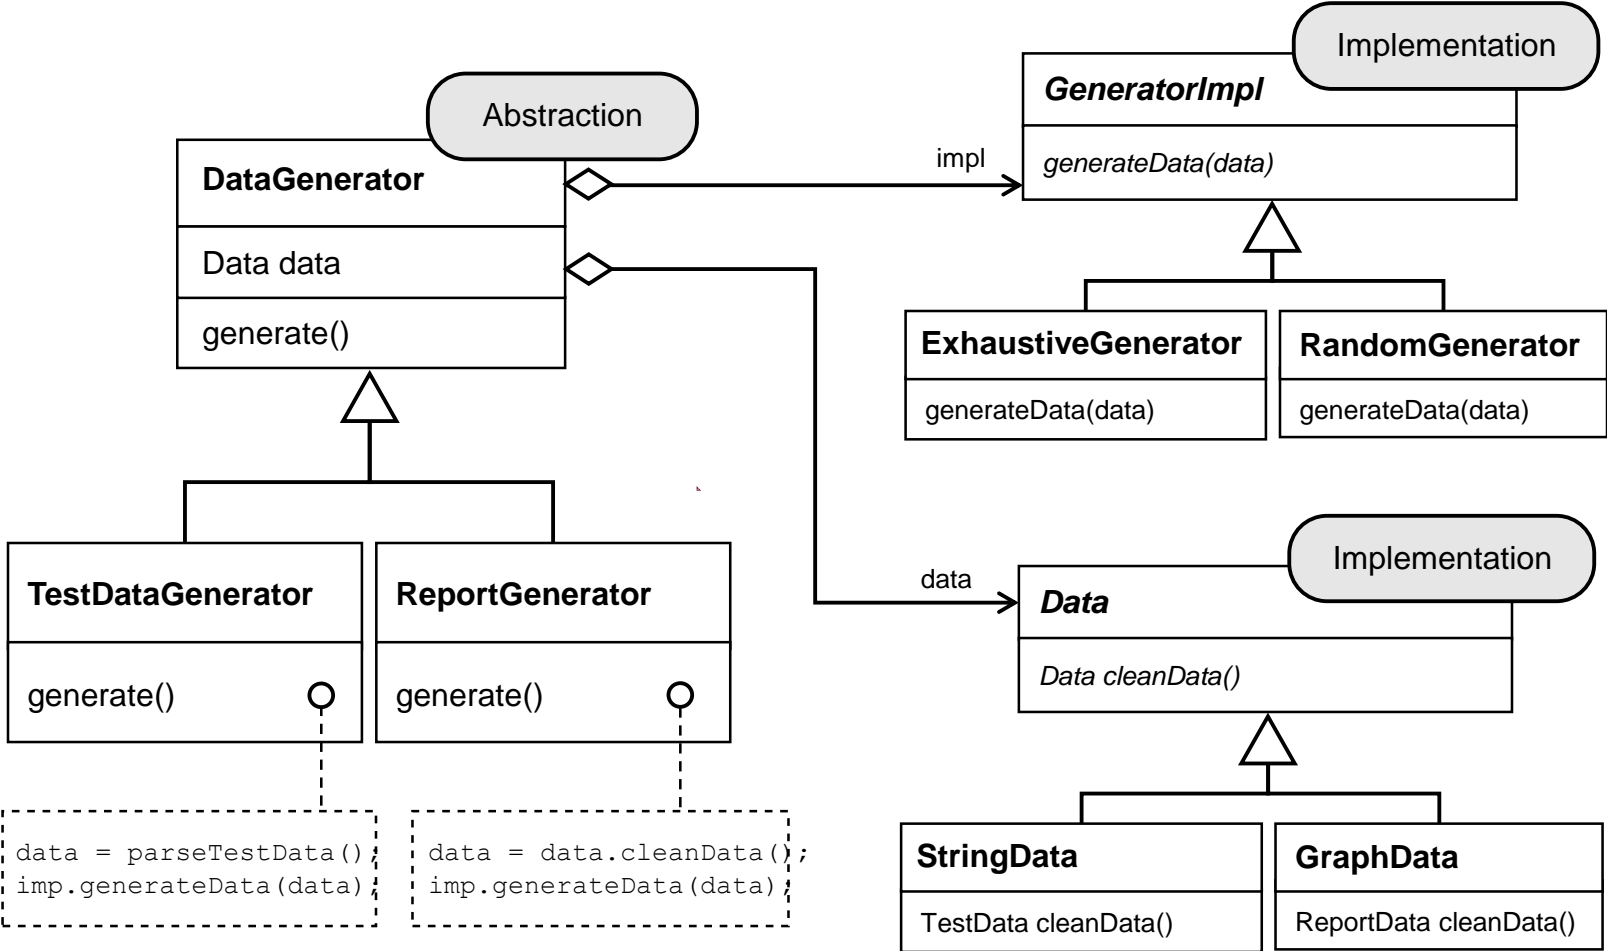 Implementation
GeneratorImpl
generateData(data)
Abstraction
DataGenerator
Data data
generate()
impl
ExhaustiveGenerator
generateData(data)
RandomGenerator
generateData(data)
TestDataGenerator
generate()
ReportGenerator
generate()
data = parseTestData();
imp.generateData(data);
data = data.cleanData();
imp.generateData(data);
data
Implementation
Data
Data cleanData()
StringData
TestData cleanData()
GraphData
ReportData cleanData()